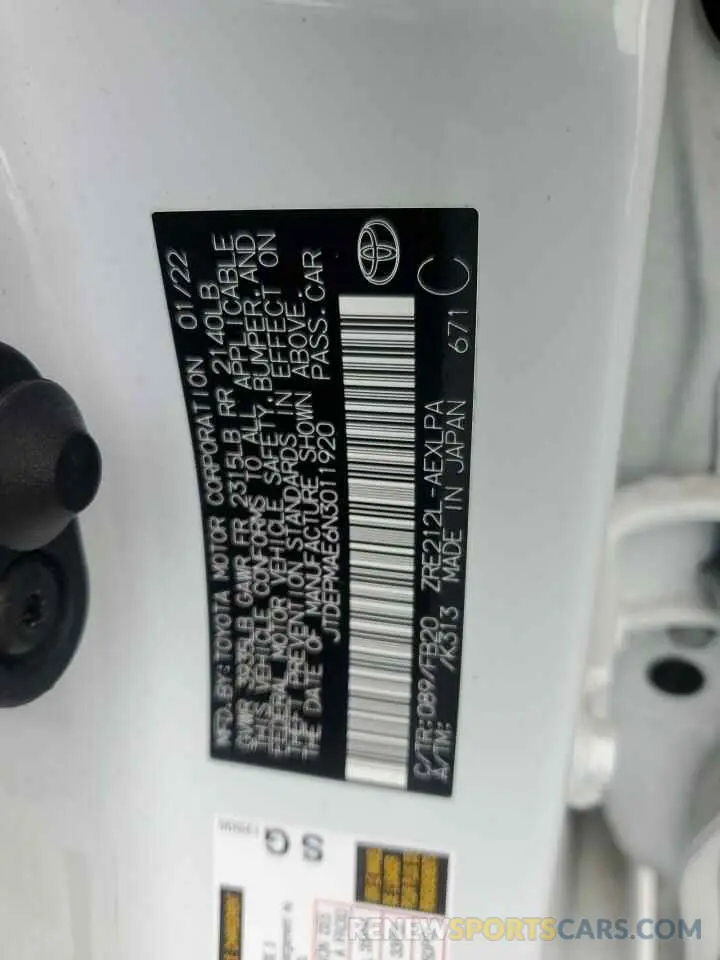 MFD.BY:TOYOTA MOTOR CORPORATION 01/22
GVWR 3935LB GAWR FR 2315LB RR 2140LB
THIS VEHICLE CONFORMS TO ALL APPLICABLE
FEDERAL MOTOR VEHICLE SAFETY,BUMPER,AND
THEFT PREVENTION STANDARDS IN EFFECT ON
THE DATE OF MANUFACTURE SHOWN ABOVE.
JTDEPMAE6N3011920 PASS.CAR
C/TR:089/FB20 ZRE212L-AEXLPA
A/TM: /K313 MADE IN JAPAN 671
C
S G
RENEWSPORTSCARS.COM